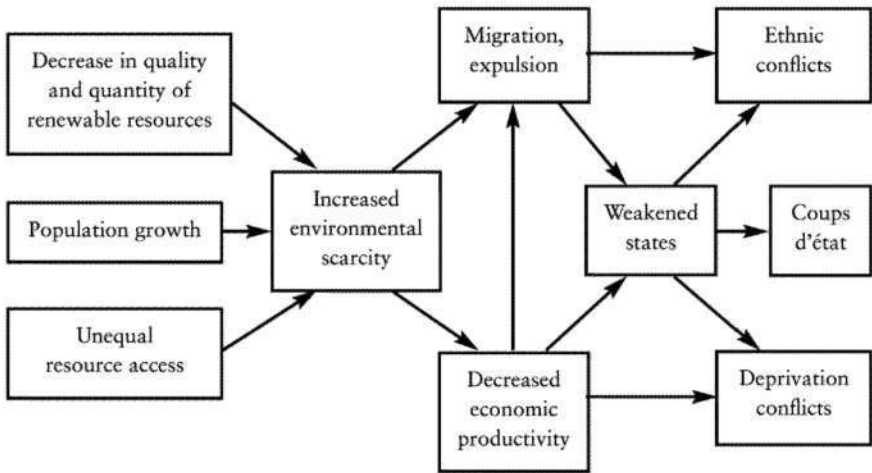 Decrease in quality
and quantity of
renewable resources
Population growth
Unequal
resource access
Increased
environmental
scarcity
Migration,
expulsion
Decreased
economic
productivity
Weakened
states
Ethnic
conflicts
Coups
d'état
Deprivation
conflicts